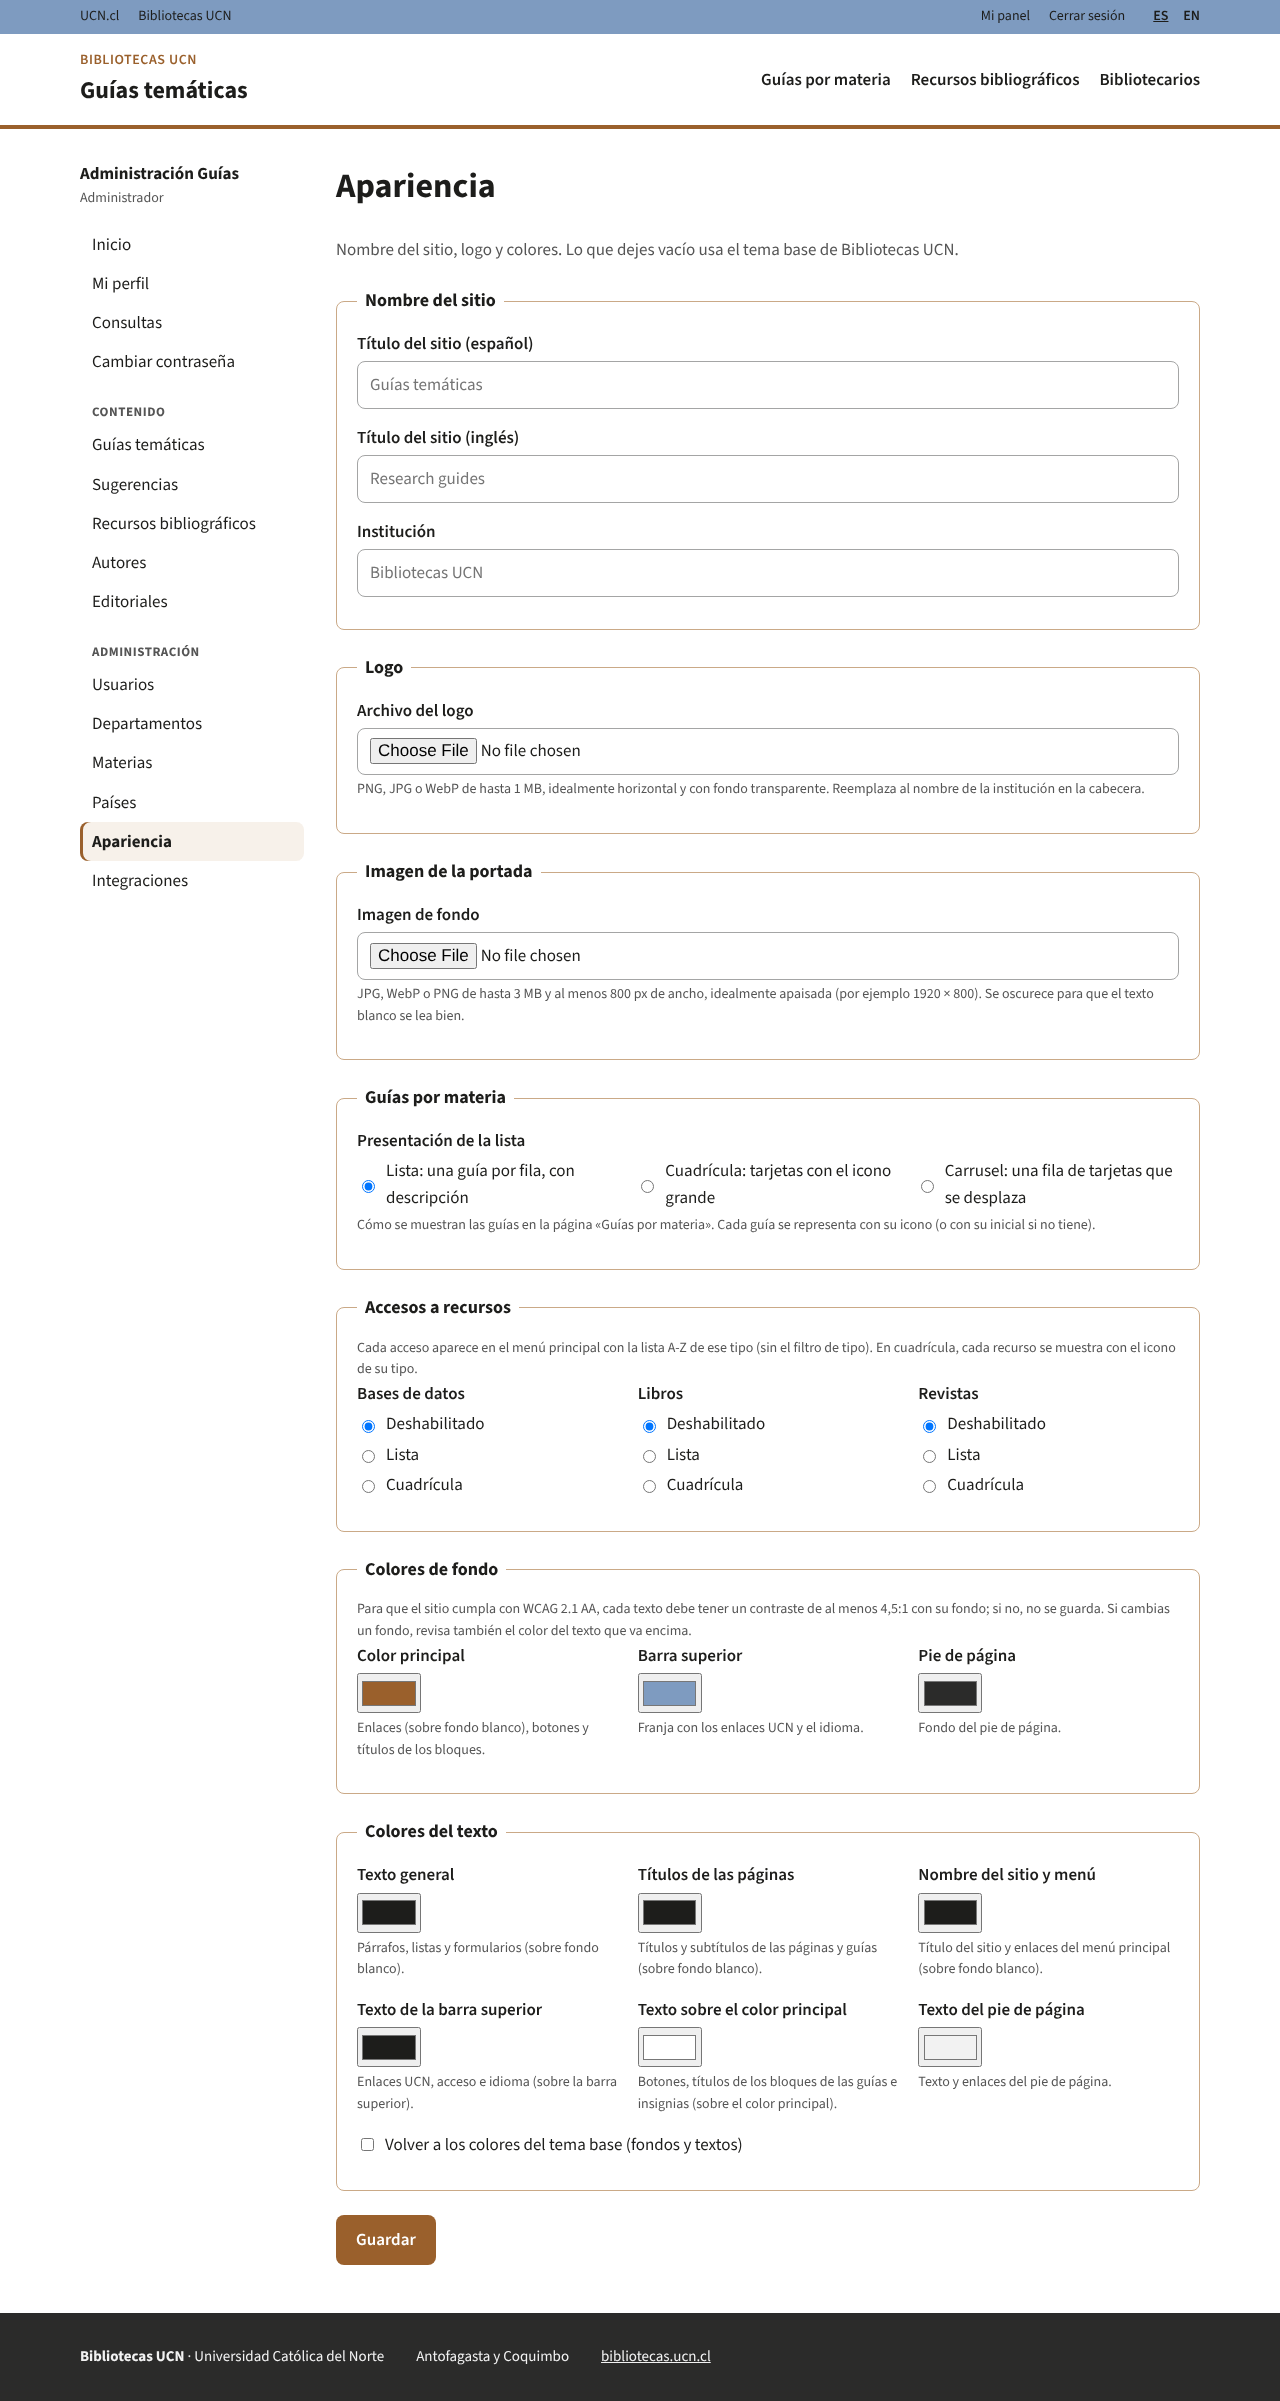 UCN.cl Bibliotecas UCN Mi panel Cerrar sesión ES EN
BIBLIOTECAS UCN
Guías temáticas
Guías por materia Recursos bibliográficos Bibliotecarios
Administración Guías
Administrador
Inicio
Mi perfil
Consultas
Cambiar contraseña
CONTENIDO
Guías temáticas
Sugerencias
Recursos bibliográficos
Autores
Editoriales
ADMINISTRACIÓN
Usuarios
Departamentos
Materias
Países
Apariencia
Integraciones
Apariencia
Nombre del sitio, logo y colores. Lo que dejes vacío usa el tema base de Bibliotecas UCN.
Nombre del sitio
Título del sitio (español)
Guías temáticas
Título del sitio (inglés)
Research guides
Institución
Bibliotecas UCN
Logo
Archivo del logo
Choose File No file chosen
PNG, JPG o WebP de hasta 1 MB, idealmente horizontal y con fondo transparente. Reemplaza al nombre de la institución en la cabecera.
Imagen de la portada
Imagen de fondo
Choose File No file chosen
JPG, WebP o PNG de hasta 3 MB y al menos 800 px de ancho, idealmente apaisada (por ejemplo 1920 × 800). Se oscurece para que el texto
blanco se lea bien.
Guías por materia
Presentación de la lista
Lista: una guía por fila, con
descripción
Cuadrícula: tarjetas con el icono
grande
Carrusel: una fila de tarjetas que
se desplaza
Cómo se muestran las guías en la página «Guías por materia». Cada guía se representa con su icono (o con su inicial si no tiene).
Accesos a recursos
Cada acceso aparece en el menú principal con la lista A-Z de ese tipo (sin el filtro de tipo). En cuadrícula, cada recurso se muestra con el icono
de su tipo.
Bases de datos
Deshabilitado
Lista
Cuadrícula
Libros
Deshabilitado
Lista
Cuadrícula
Revistas
Deshabilitado
Lista
Cuadrícula
Colores de fondo
Para que el sitio cumpla con WCAG 2.1 AA, cada texto debe tener un contraste de al menos 4,5:1 con su fondo; si no, no se guarda. Si cambias
un fondo, revisa también el color del texto que va encima.
Color principal
Enlaces (sobre fondo blanco), botones y
títulos de los bloques.
Barra superior
Franja con los enlaces UCN y el idioma.
Pie de página
Fondo del pie de página.
Colores del texto
Texto general
Párrafos, listas y formularios (sobre fondo
blanco).
Títulos de las páginas
Títulos y subtítulos de las páginas y guías
(sobre fondo blanco).
Nombre del sitio y menú
Título del sitio y enlaces del menú principal
(sobre fondo blanco).
Texto de la barra superior
Enlaces UCN, acceso e idioma (sobre la barra
superior).
Texto sobre el color principal
Botones, títulos de los bloques de las guías e
insignias (sobre el color principal).
Texto del pie de página
Texto y enlaces del pie de página.
Volver a los colores del tema base (fondos y textos)
Guardar
Bibliotecas UCN · Universidad Católica del Norte Antofagasta y Coquimbo bibliotecas.ucn.cl